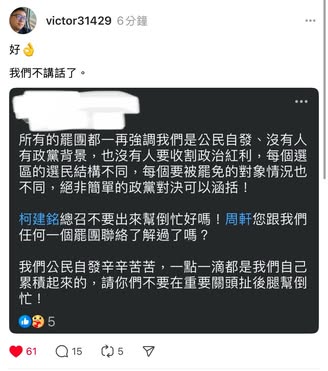 victor31429 6分鐘
好👌
我們不講話了。
所有的罷團都一再強調我們是公民自發、沒有人
有政黨背景，也沒有人要收割政治紅利，每個選
區的選民結構不同，每個要被罷免的對象情況也
不同，絕非簡單的政黨對決可以涵括！
柯建銘總召不要出來幫倒忙好嗎！周軒您跟我們
任何一個罷團聯絡了解過了嗎？
我們公民自發辛辛苦苦，一點一滴都是我們自己
累積起來的，請你們不要在重要關頭扯後腿幫倒
忙！
5
61 15 5